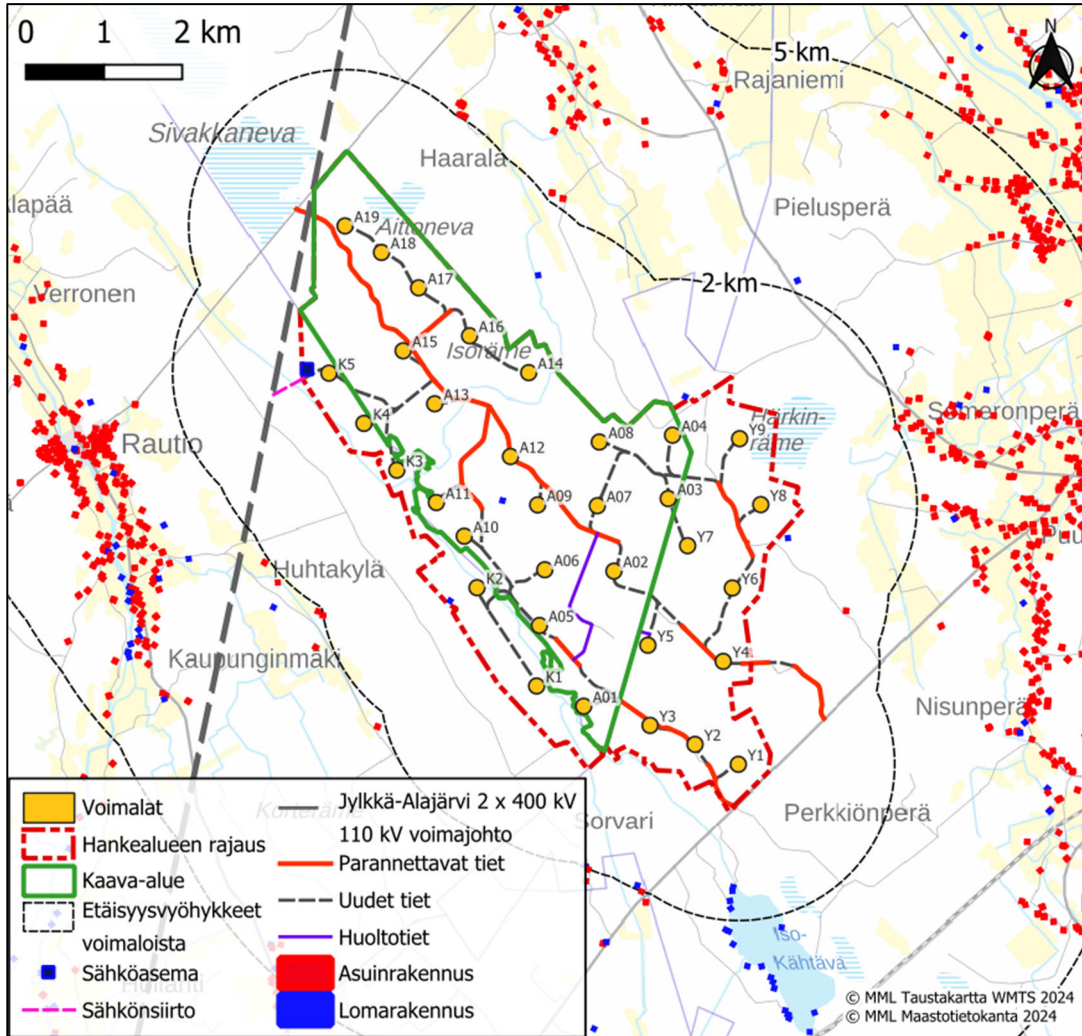 0 1 2 km
N
5 km
Rajaniemi
Sivakkaneva
Haarala
Alapää
Pielusperä
A19
Aittoneva
A18
Verronen
A17
2 km
A16
Isoräme
A15
A14
K5
A13
Someronperä
Härkin-
räme
K4
Rautio
A08
A04
Y9
A12
K3
A11
A09
A07
A03
Y8
A10
Y7
Huhtakylä
A06
A02
K2
Y6
A05
Y5
Kaupunginmäki
Y4
K1
A01
Nisunperä
Y3
Y2
Y1
Perkkiönperä
Sorvari
Korteräme
Iso-
Kähtävä
Voimalat
Hankealueen rajaus
Kaava-alue
Etäisyysvyöhykkeet
voimaloista
Sähköasema
Sähkönsiirto
Jylkkä-Alajärvi 2 x 400 kV
110 kV voimajohto
Parannettavat tiet
Uudet tiet
Huoltotiet
Asuinrakennus
Lomarakennus
© MML Taustakartta WMTS 2024
© MML Maastotietokanta 2024